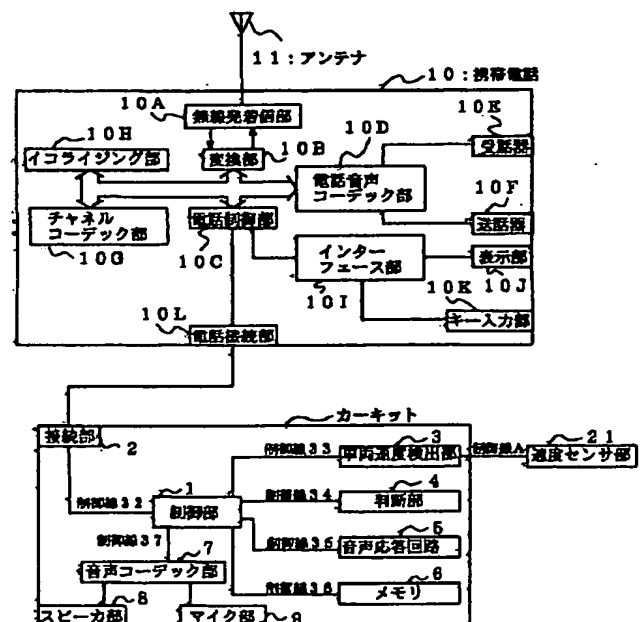 11：アンテナ
10：携帯電話
10A
無線発着信部
10H
イコライジング部
変換部
10B
10D
電話音声
コーデック部
10E
受話器
10F
送話器
チャネル
コーデック部
10G
電話制御部
10C
インター
フェース部
10I
表示部
10J
10K
キー入力部
10L
電話接続部
カーキット
接続部
2
制御線33
3
車両速度検出部
制御線A
21
速度センサ部
制御線32
1
制御部
制御線34
4
判断部
制御線35
5
音声応答回路
制御線37
7
音声コーデック部
制御線36
6
メモリ
スピーカ部
8
マイク部
9